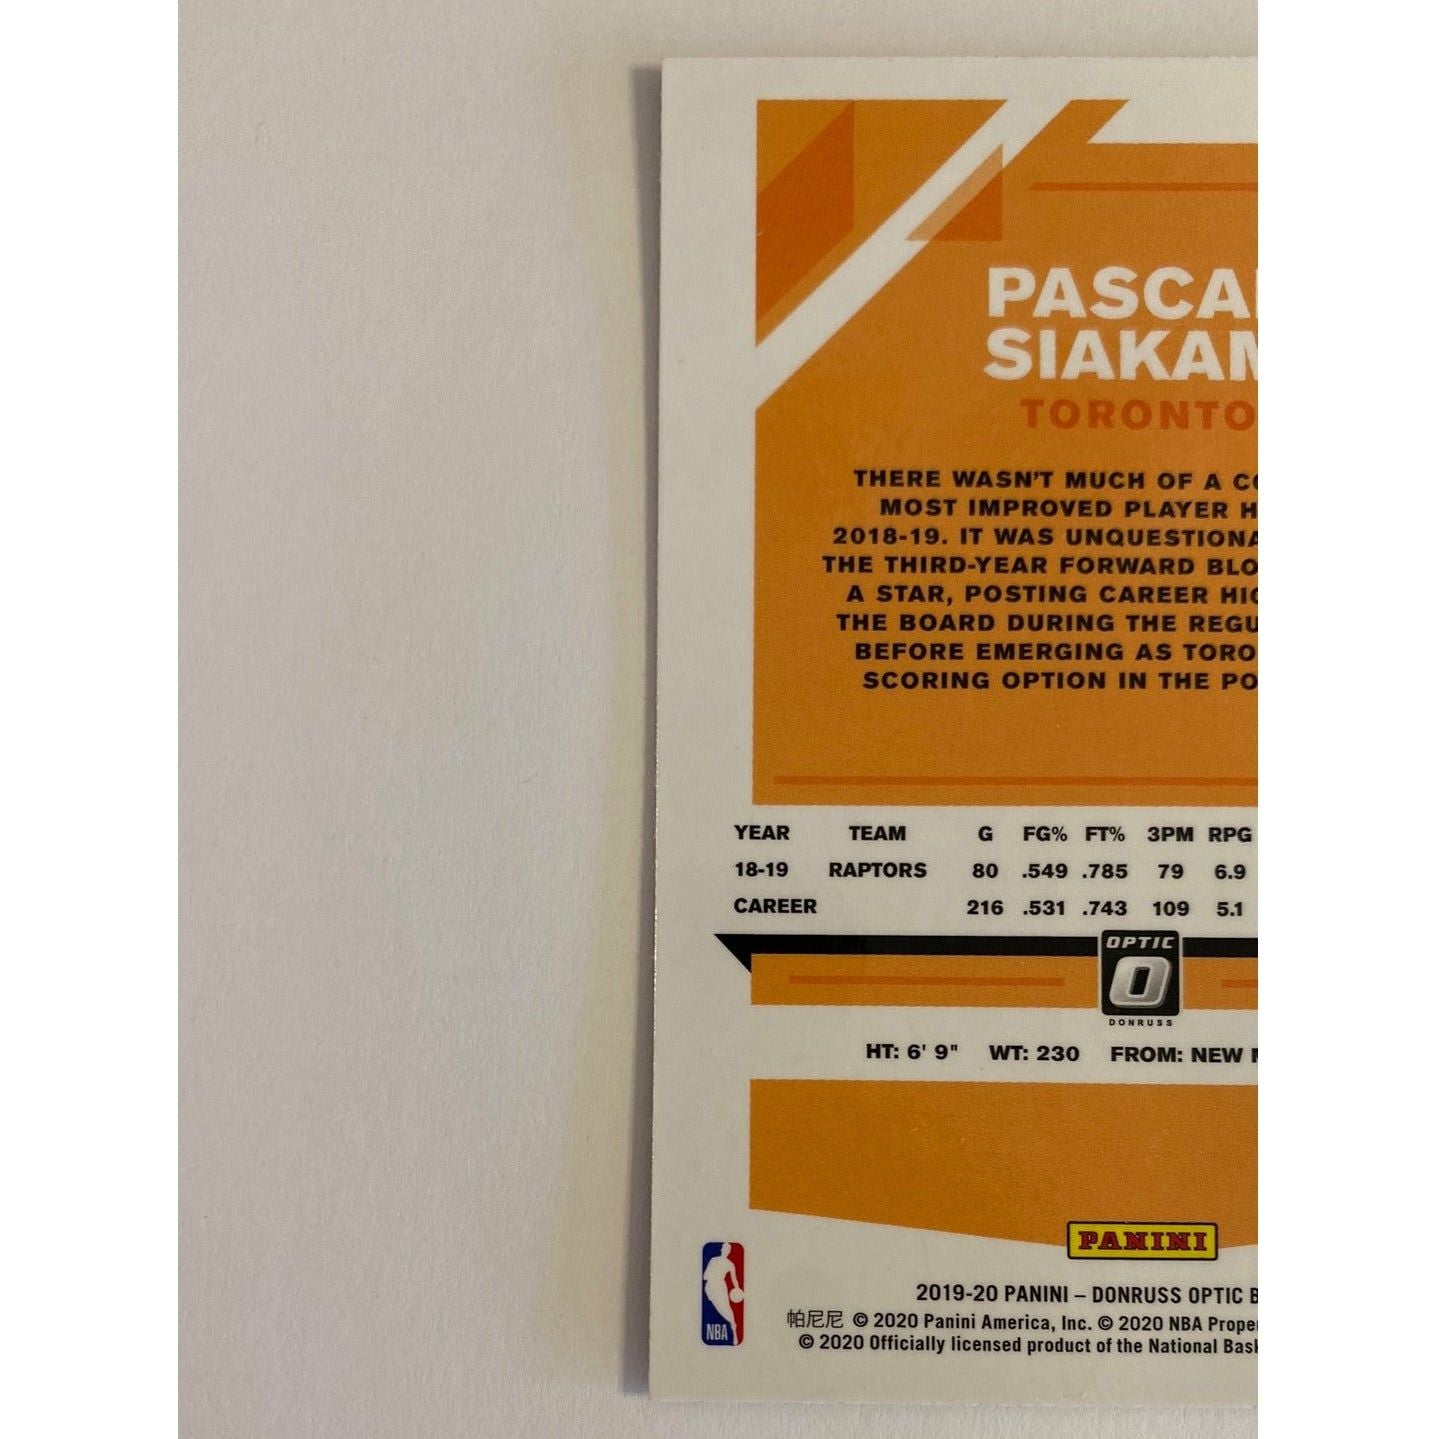 PASCAL
SIAKAM
TORONTO
THERE WASN'T MUCH OF A CO
MOST IMPROVED PLAYER H
2018-19. IT WAS UNQUESTIONA
THE THIRD-YEAR FORWARD BLO
A STAR, POSTING CAREER HIG
THE BOARD DURING THE REGU
BEFORE EMERGING AS TORO
SCORING OPTION IN THE PO
YEAR TEAM G FG% FT% 3PM RPG
18-19 RAPTORS 80 .549 .785 79 6.9
CAREER 216 .531 .743 109 5.1
OPTIC
O
DONRUSS
HT: 6' 9" WT: 230 FROM: NEW M
PANINI
NBA
2019-20 PANINI – DONRUSS OPTIC B
帕尼尼 © 2020 Panini America, Inc. © 2020 NBA Proper
© 2020 Officially licensed product of the National Bask